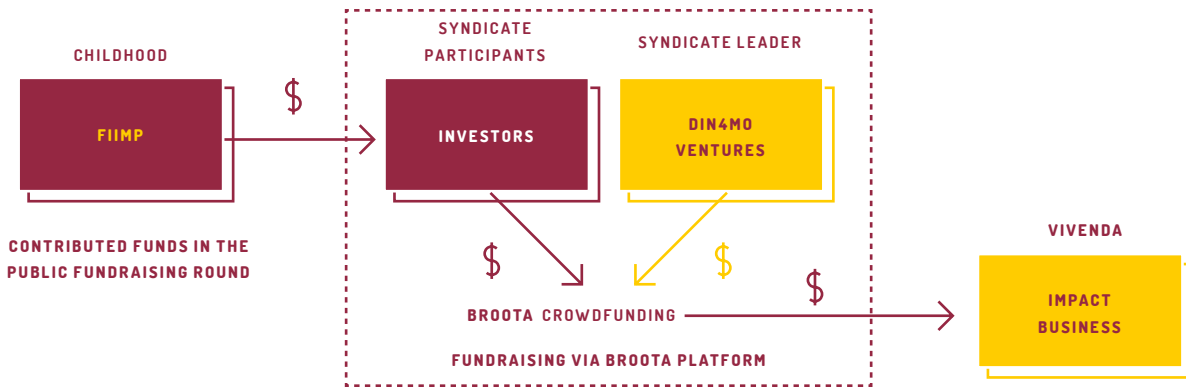 CHILDHOOD
FIIMP
CONTRIBUTED FUNDS IN THE
PUBLIC FUNDRAISING ROUND
$
SYNDICATE
PARTICIPANTS
INVESTORS
SYNDICATE LEADER
DIN4MO
VENTURES
$
$
BROOTA CROWDFUNDING
FUNDRAISING VIA BROOTA PLATFORM
$
VIVENDA
IMPACT
BUSINESS